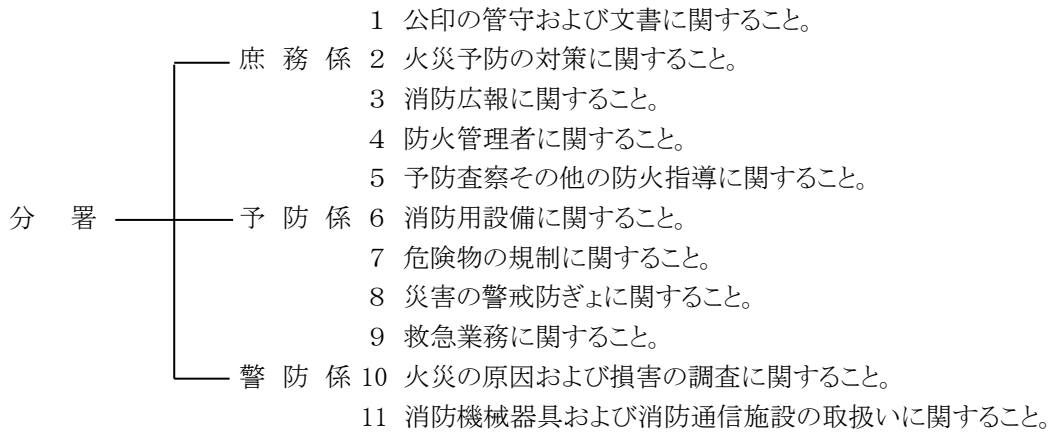 1 公印の管守および文書に関すること。
庶 務 係 2 火災予防の対策に関すること。
3 消防広報に関すること。
4 防火管理者に関すること。
5 予防査察その他の防火指導に関すること。
分 署 予 防 係 6 消防用設備に関すること。
7 危険物の規制に関すること。
8 災害の警戒防ぎょに関すること。
9 救急業務に関すること。
警 防 係 10 火災の原因および損害の調査に関すること。
11 消防機械器具および消防通信施設の取扱いに関すること。